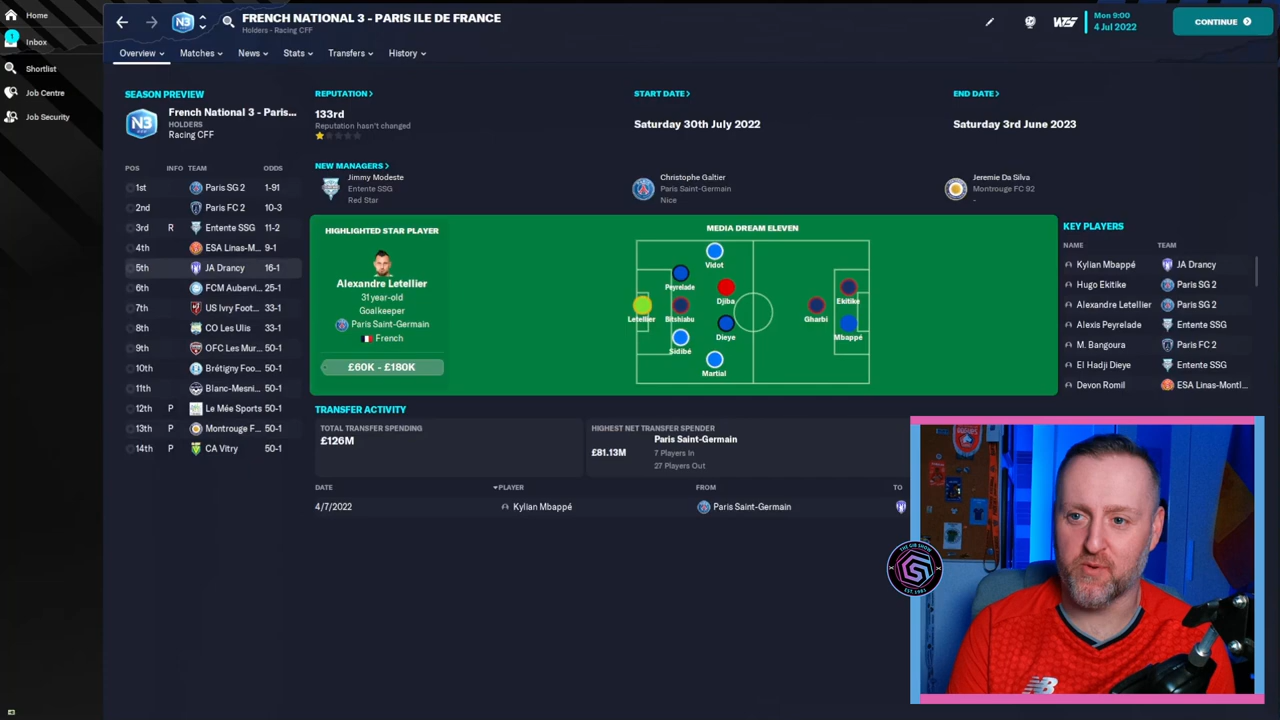 Home
Inbox
1
Shortlist
Job Centre
Job Security
N3
FRENCH NATIONAL 3 - PARIS ILE DE FRANCE
Holders - Racing CFF
Mon 9:00
4 Jul 2022
CONTINUE
Overview
Matches
News
Stats
Transfers
History
SEASON PREVIEW
N3
French National 3 - Paris...
HOLDERS
Racing CFF
POS INFO TEAM ODDS
1st Paris SG 2 1-91
2nd Paris FC 2 10-3
3rd R Entente SSG 11-2
4th ESA Linas-M... 9-1
5th JA Drancy 16-1
6th FCM Aubervi... 25-1
7th US Ivry Foot... 33-1
8th CO Les Ulis 33-1
9th OFC Les Mur... 50-1
10th Brétigny Foo... 50-1
11th Blanc-Mesni... 50-1
12th P Le Mée Sports 50-1
13th P Montrouge F... 50-1
14th P CA Vitry 50-1
REPUTATION
133rd
Reputation hasn't changed
START DATE
Saturday 30th July 2022
END DATE
Saturday 3rd June 2023
NEW MANAGERS
Jimmy Modeste
Entente SSG
Red Star
Christophe Galtier
Paris Saint-Germain
Nice
Jeremie Da Silva
Montrouge FC 92
-
HIGHLIGHTED STAR PLAYER
Alexandre Letellier
31 year-old
Goalkeeper
Paris Saint-Germain
French
£60K - £180K
MEDIA DREAM ELEVEN
Vidot
Peyrelade
Djiba
Ekitike
Letellier
Bitshiabu
Gharbi
Dieye
Mbappé
Sidibé
Martial
KEY PLAYERS
NAME TEAM
Kylian Mbappé JA Drancy
Hugo Ekitike Paris SG 2
Alexandre Letellier Paris SG 2
Alexis Peyrelade Entente SSG
M. Bangoura Paris FC 2
El Hadji Dieye Entente SSG
Devon Romil ESA Linas-Montl...
TRANSFER ACTIVITY
TOTAL TRANSFER SPENDING
£126M
HIGHEST NET TRANSFER SPENDER
£81.13M
Paris Saint-Germain
7 Players In
27 Players Out
DATE PLAYER FROM TO
4/7/2022 Kylian Mbappé Paris Saint-Germain
THE GIB SHOW
EST. 1981